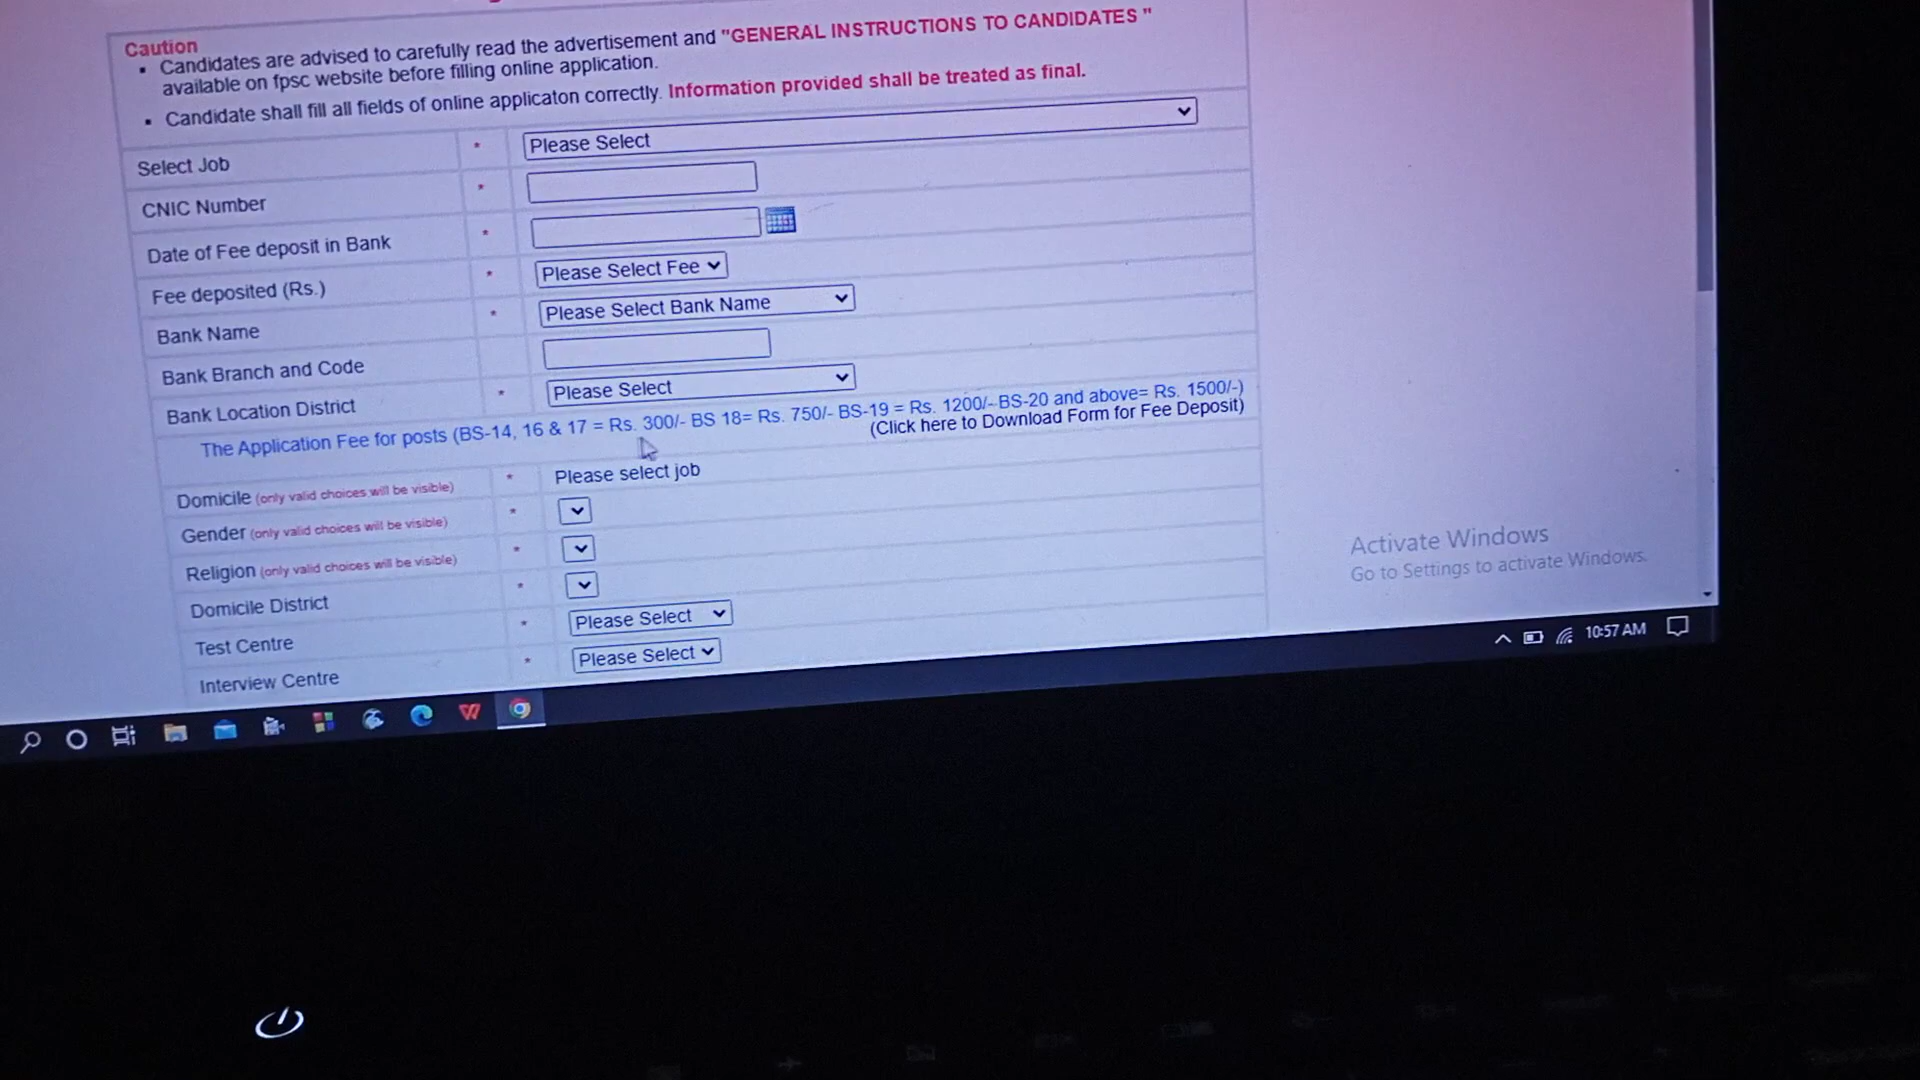 Caution
▪ Candidates are advised to carefully read the advertisement and "GENERAL INSTRUCTIONS TO CANDIDATES "
available on fpsc website before filling online application.
▪ Candidate shall fill all fields of online applicaton correctly. Information provided shall be treated as final.
Select Job * Please Select
CNIC Number *
Date of Fee deposit in Bank *
Fee deposited (Rs.) * Please Select Fee
Bank Name * Please Select Bank Name
Bank Branch and Code
Bank Location District * Please Select
The Application Fee for posts (BS-14, 16 & 17 = Rs. 300/- BS 18= Rs. 750/- BS-19 = Rs. 1200/- BS-20 and above= Rs. 1500/-)
(Click here to Download Form for Fee Deposit)
Domicile (only valid choices will be visible) * Please select job
Gender (only valid choices will be visible) *
Religion (only valid choices will be visible) *
Domicile District *
Test Centre * Please Select
Interview Centre * Please Select
Activate Windows
Go to Settings to activate Windows.
10:57 AM